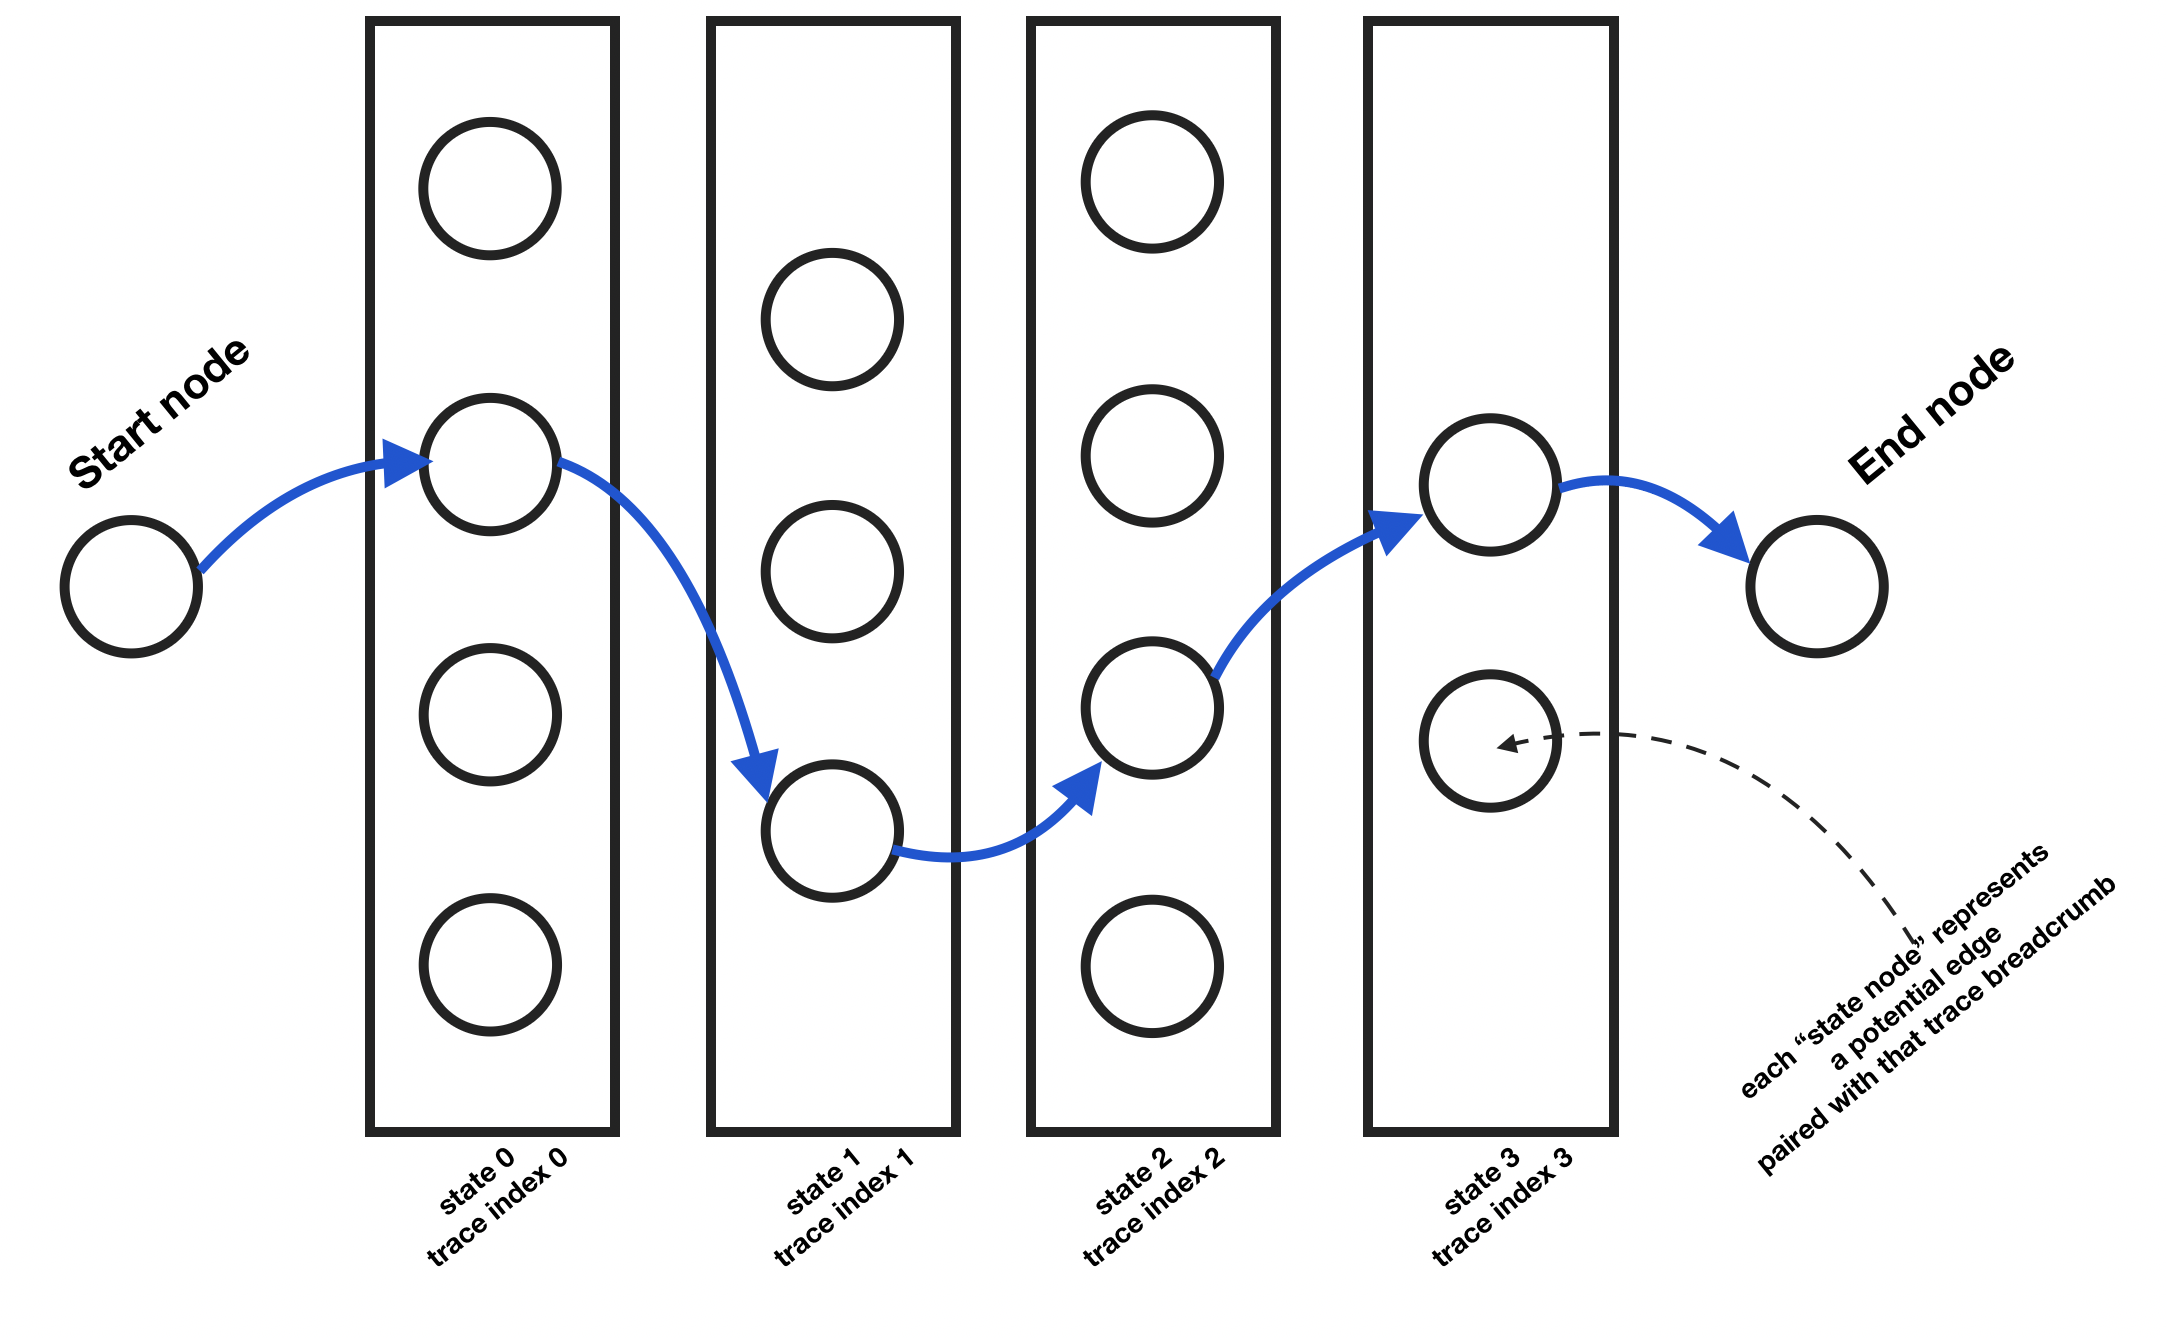 Start node
End node
each “state node” represents
a potential edge
paired with that trace breadcrumb
state 0
trace index 0
state 1
trace index 1
state 2
trace index 2
state 3
trace index 3